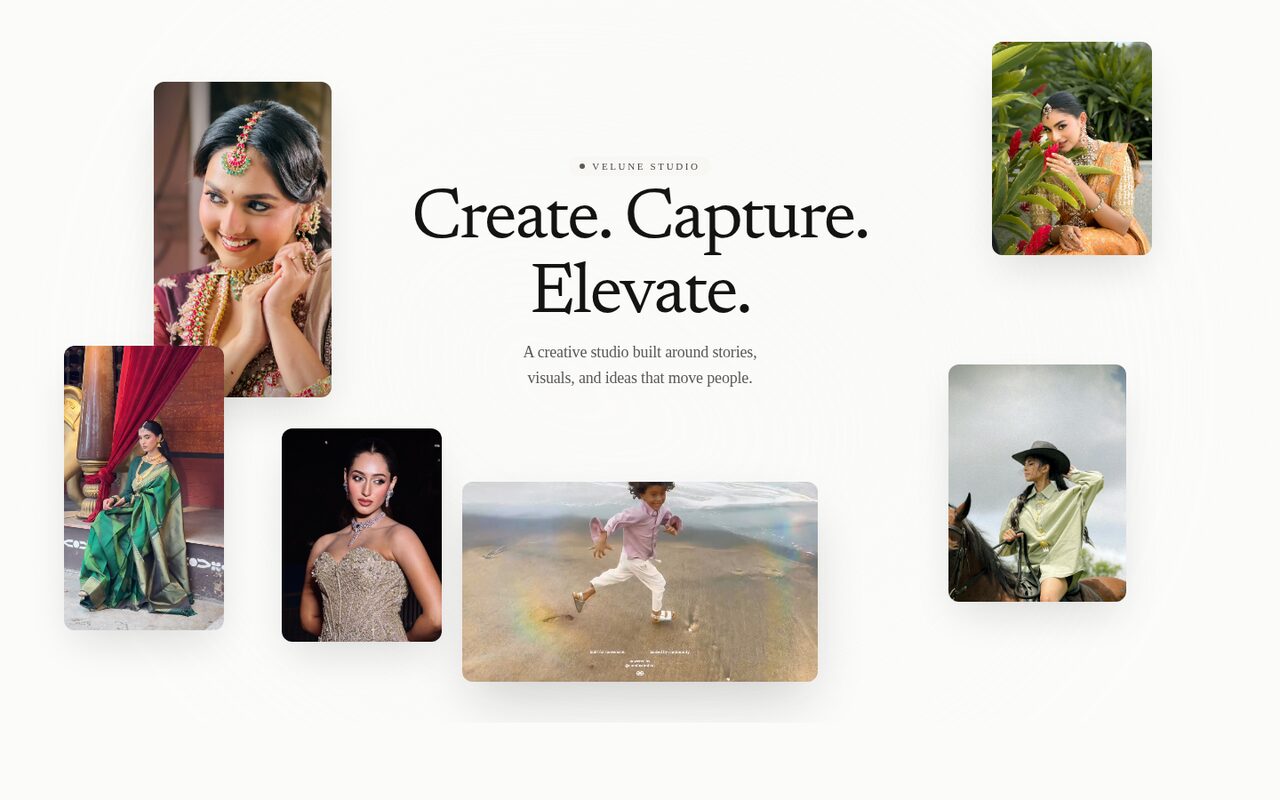 VELUNE STUDIO
Create. Capture.
Elevate.
A creative studio built around stories,
visuals, and ideas that move people.